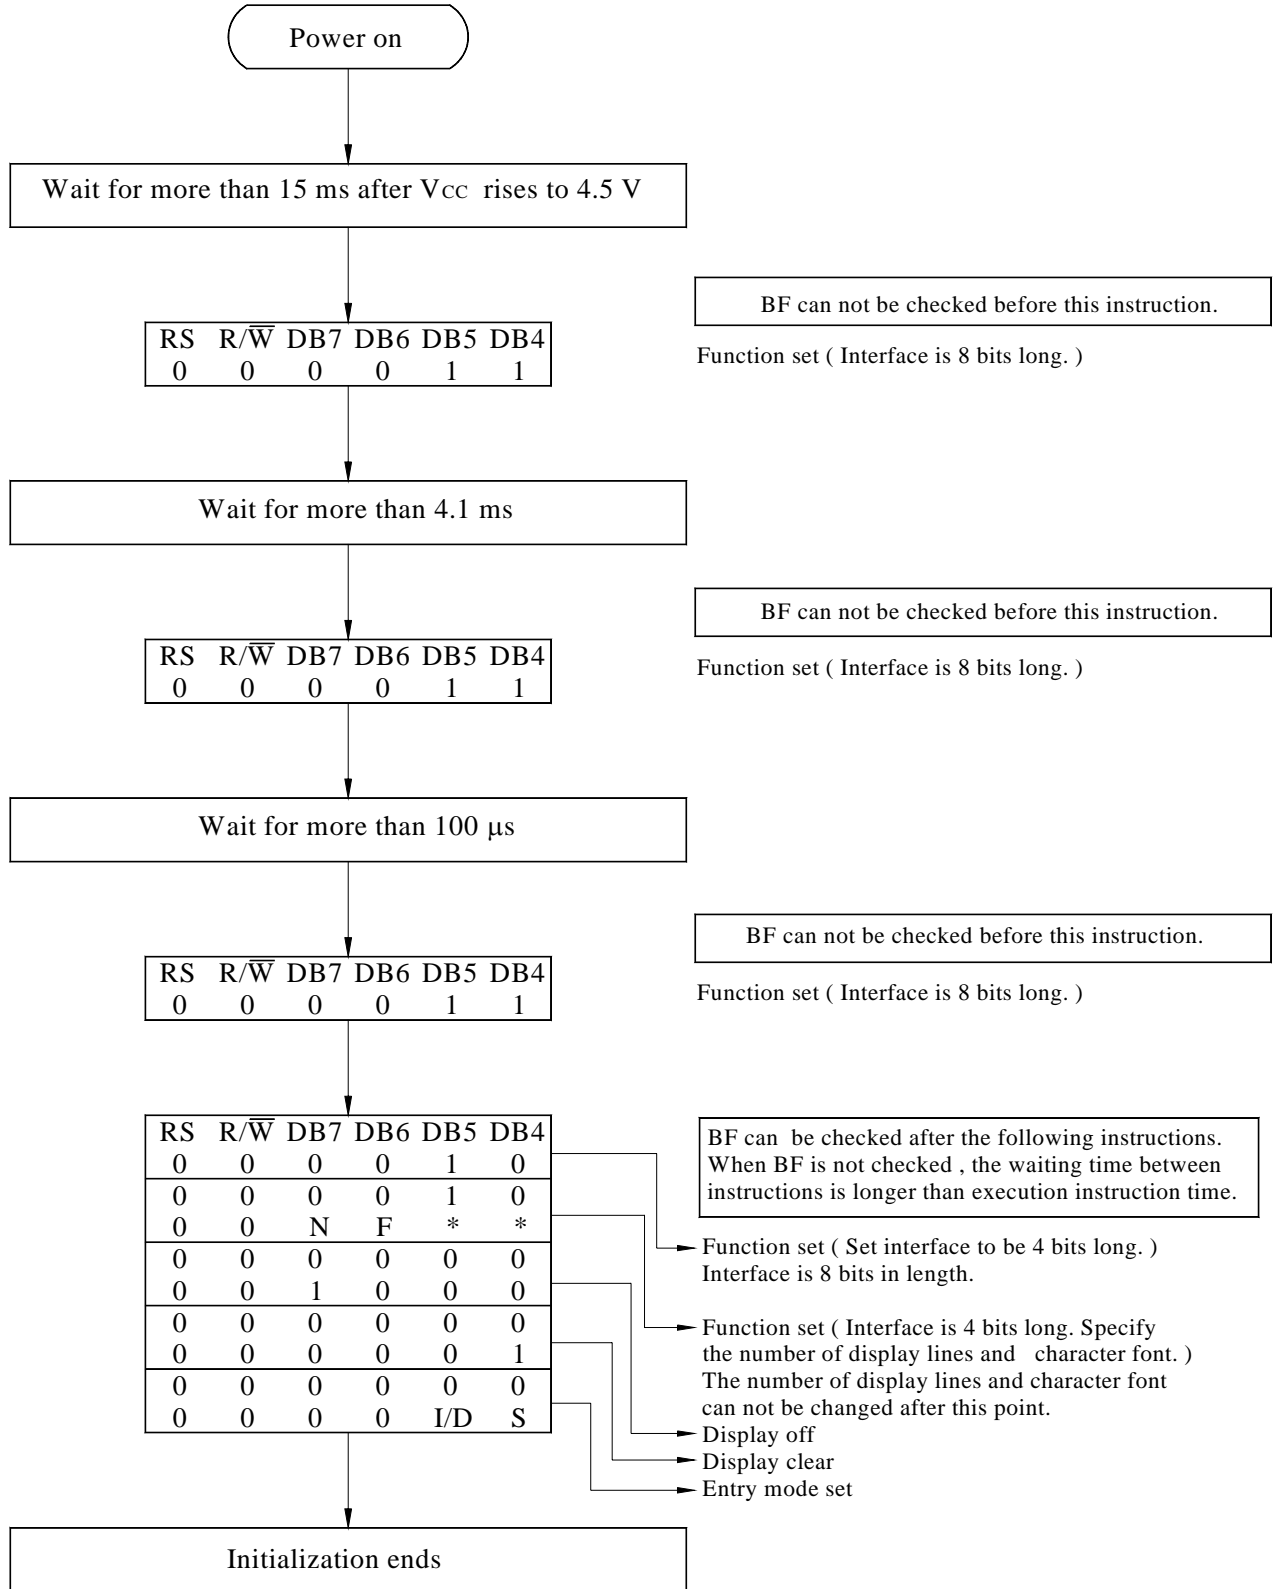 Power on
Wait for more than 15 ms after Vcc rises to 4.5 V
BF can not be checked before this instruction.
RS R/W̅ DB7 DB6 DB5 DB4
0 0 0 0 1 1
Function set ( Interface is 8 bits long. )
Wait for more than 4.1 ms
BF can not be checked before this instruction.
RS R/W̅ DB7 DB6 DB5 DB4
0 0 0 0 1 1
Function set ( Interface is 8 bits long. )
Wait for more than 100 μs
BF can not be checked before this instruction.
RS R/W̅ DB7 DB6 DB5 DB4
0 0 0 0 1 1
Function set ( Interface is 8 bits long. )
RS R/W̅ DB7 DB6 DB5 DB4
0 0 0 0 1 0
0 0 0 0 1 0
0 0 N F * *
0 0 0 0 0 0
0 0 1 0 0 0
0 0 0 0 0 0
0 0 0 0 0 1
0 0 0 0 0 0
0 0 0 0 I/D S
BF can be checked after the following instructions.
When BF is not checked , the waiting time between
instructions is longer than execution instruction time.
Function set ( Set interface to be 4 bits long. )
Interface is 8 bits in length.
Function set ( Interface is 4 bits long. Specify
the number of display lines and character font. )
The number of display lines and character font
can not be changed after this point.
Display off
Display clear
Entry mode set
Initialization ends